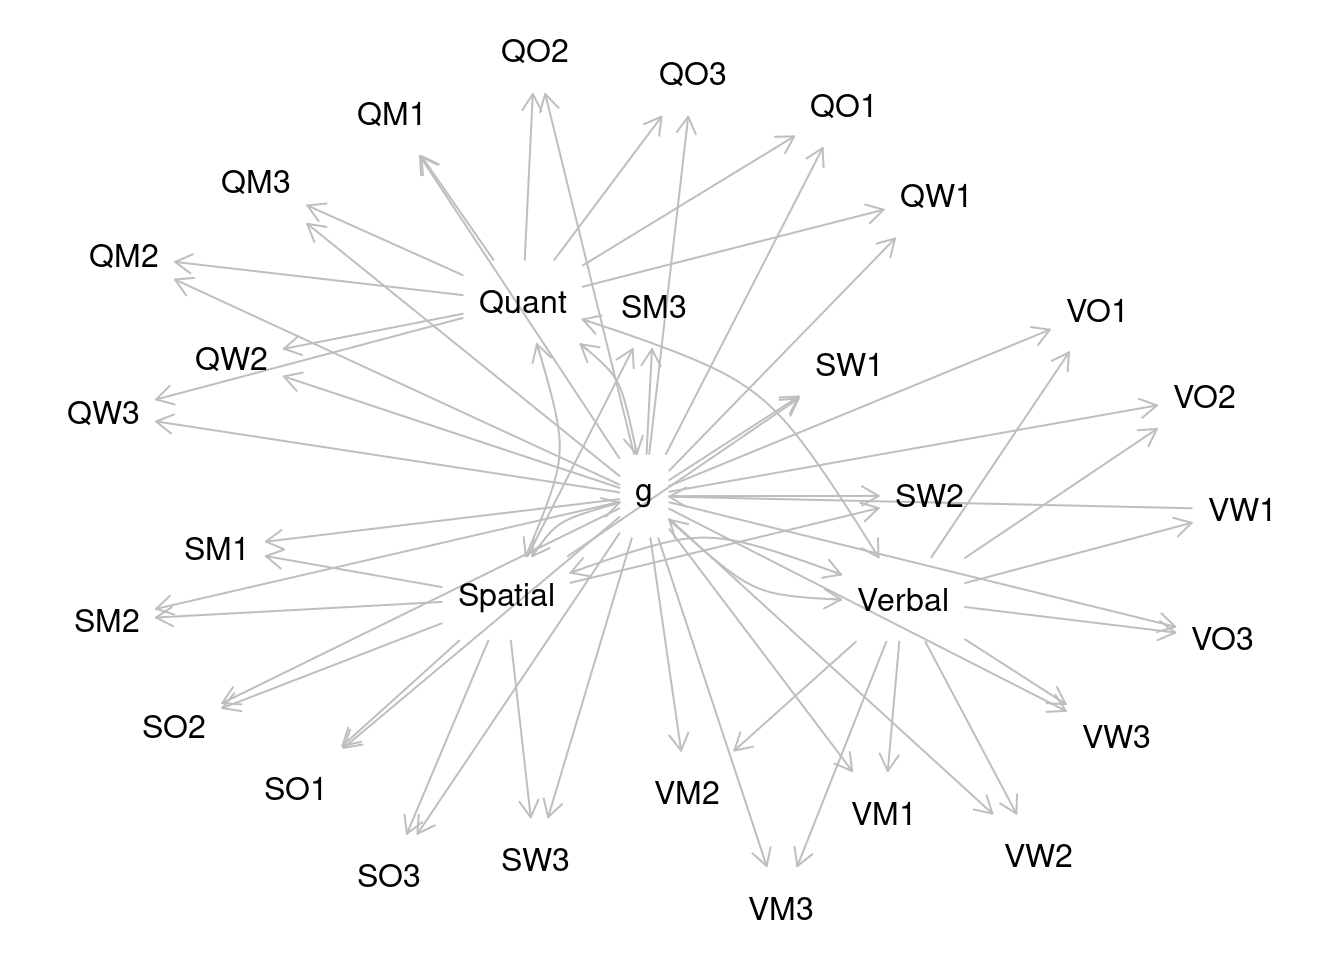 QO2
QO3
QO1
QM1
QM3
QW1
QM2
Quant
SM3
VO1
QW2
SW1
VO2
QW3
g
SW2
VW1
SM1
Spatial
Verbal
SM2
VO3
SO2
VW3
SO1
VM2
VM1
SO3
SW3
VW2
VM3